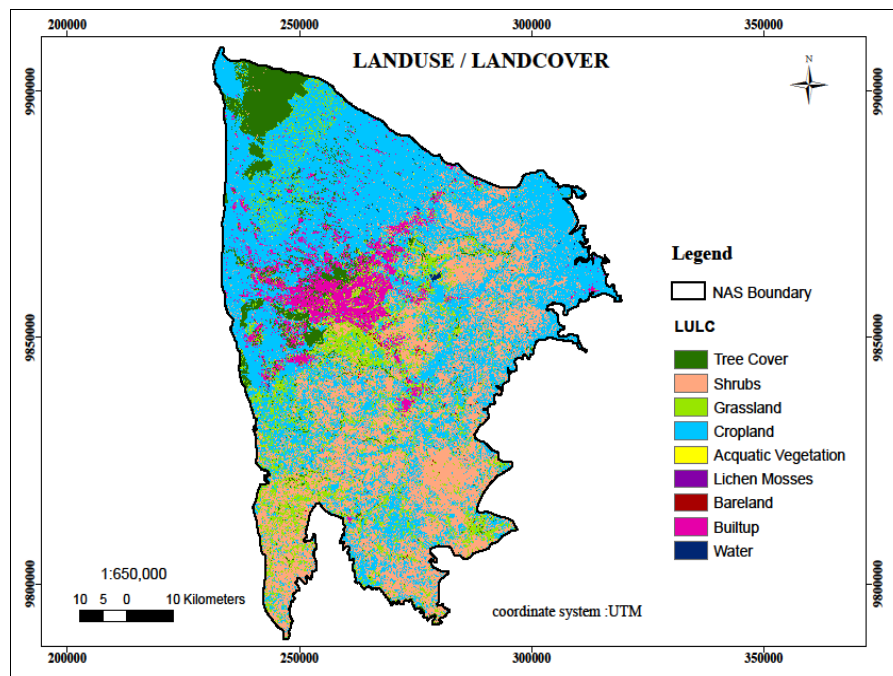 200000 250000 300000 350000
LANDUSE / LANDCOVER
N
9900000 9900000
Legend
NAS Boundary
9850000 9850000
LULC
Tree Cover
Shrubs
Grassland
Cropland
Acquatic Vegetation
Lichen Mosses
Bareland
Builtup
Water
1:650,000
9800000 9800000
10 5 0 10 Kilometers
coordinate system :UTM
200000 250000 300000 350000